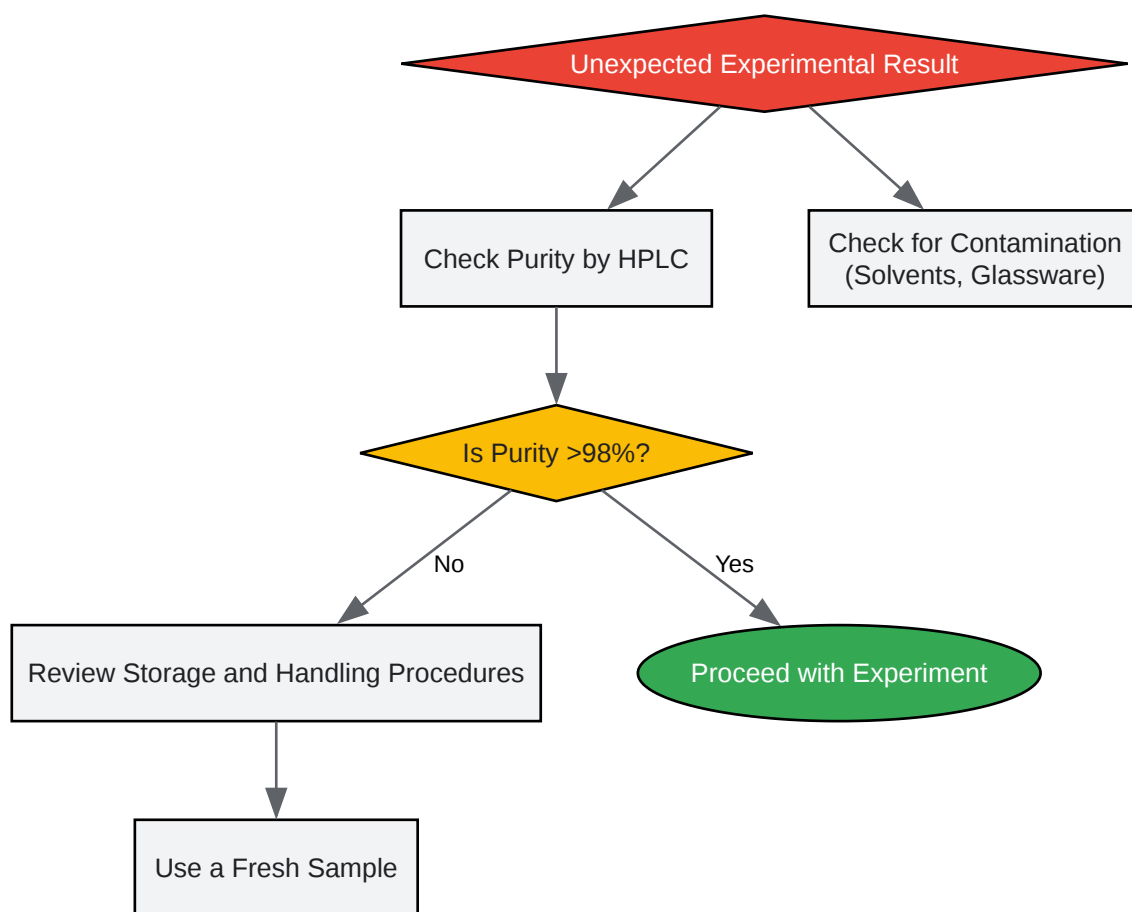 Unexpected Experimental Result
Check Purity by HPLC
Check for Contamination
(Solvents, Glassware)
Is Purity >98%?
No
Yes
Review Storage and Handling Procedures
Proceed with Experiment
Use a Fresh Sample